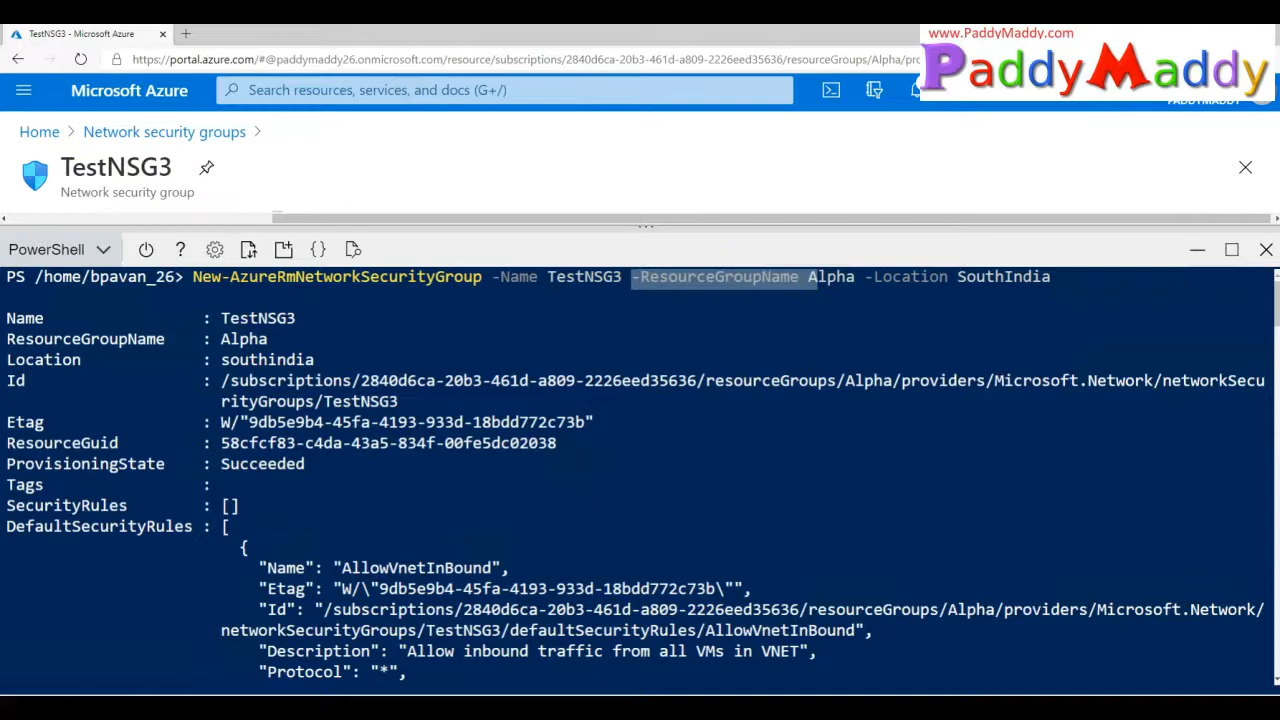 TestNSG3 - Microsoft Azure
www.PaddyMaddy.com
https://portal.azure.com/#@paddymaddy26.onmicrosoft.com/resource/subscriptions/2840d6ca-20b3-461d-a809-2226eed35636/resourceGroups/Alpha/pro
PaddyMaddy
Microsoft Azure
Search resources, services, and docs (G+/)
PADDYMADDY
Home > Network security groups >
TestNSG3
Network security group
PowerShell
PS /home/bpavan_26> New-AzureRmNetworkSecurityGroup -Name TestNSG3 -ResourceGroupName Alpha -Location SouthIndia
Name : TestNSG3
ResourceGroupName : Alpha
Location : southindia
Id : /subscriptions/2840d6ca-20b3-461d-a809-2226eed35636/resourceGroups/Alpha/providers/Microsoft.Network/networkSecu
rityGroups/TestNSG3
Etag : W/"9db5e9b4-45fa-4193-933d-18bdd772c73b"
ResourceGuid : 58cfcf83-c4da-43a5-834f-00fe5dc02038
ProvisioningState : Succeeded
Tags :
SecurityRules : []
DefaultSecurityRules : [
{
"Name": "AllowVnetInBound",
"Etag": "W/\"9db5e9b4-45fa-4193-933d-18bdd772c73b\"",
"Id": "/subscriptions/2840d6ca-20b3-461d-a809-2226eed35636/resourceGroups/Alpha/providers/Microsoft.Network/
networkSecurityGroups/TestNSG3/defaultSecurityRules/AllowVnetInBound",
"Description": "Allow inbound traffic from all VMs in VNET",
"Protocol": "*",